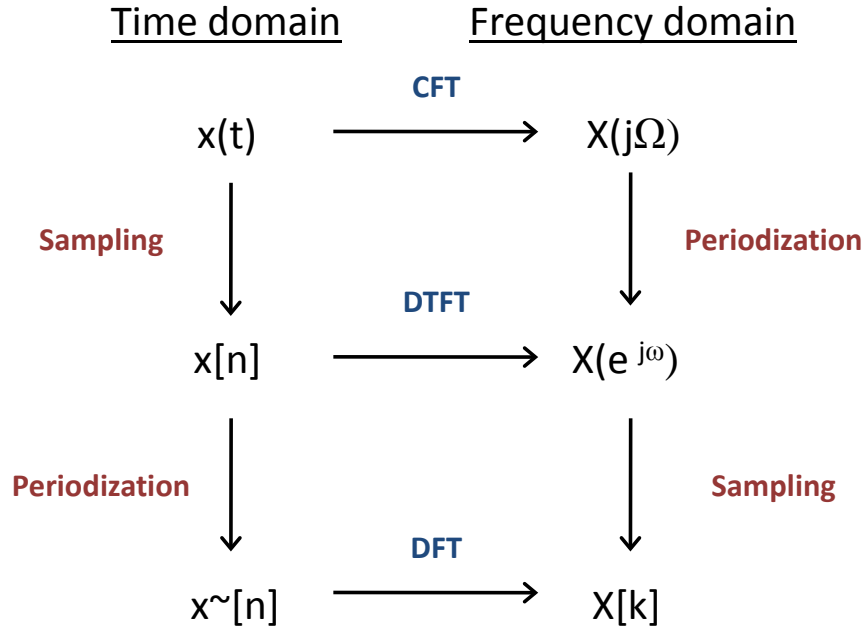 Time domain Frequency domain
CFT
x(t) X(jΩ)
Sampling Periodization
DTFT
x[n] X(e jω)
Periodization Sampling
DFT
x~[n] X[k]